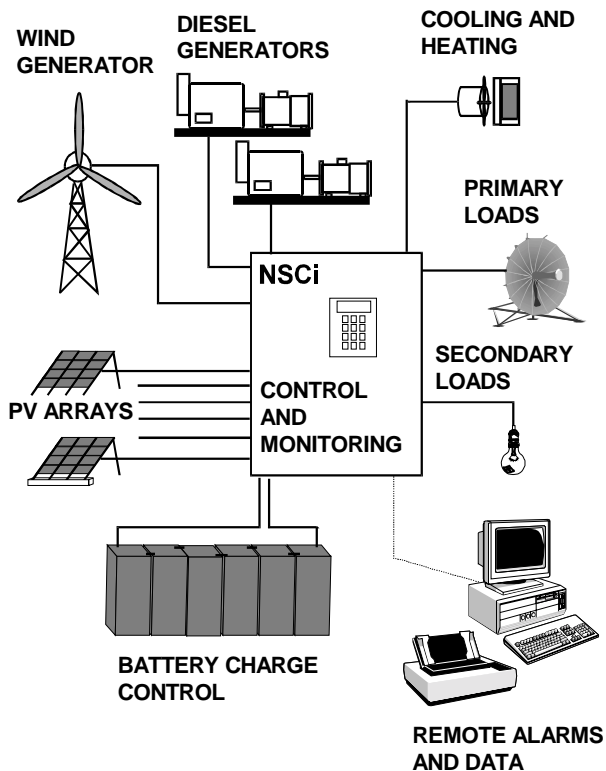 WIND
GENERATOR
DIESEL
GENERATORS
COOLING AND
HEATING
PRIMARY
LOADS
NSCi
SECONDARY
LOADS
PV ARRAYS
CONTROL
AND
MONITORING
BATTERY CHARGE
CONTROL
REMOTE ALARMS
AND DATA